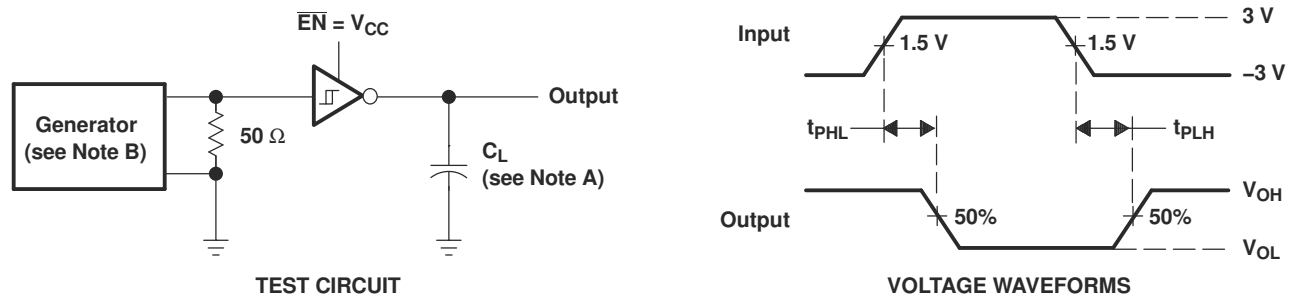 EN = VCC
Generator
(see Note B)
50 Ω
Output
CL
(see Note A)
TEST CIRCUIT
Input
1.5 V
1.5 V
3 V
−3 V
tPHL
tPLH
Output
50%
50%
VOH
VOL
VOLTAGE WAVEFORMS